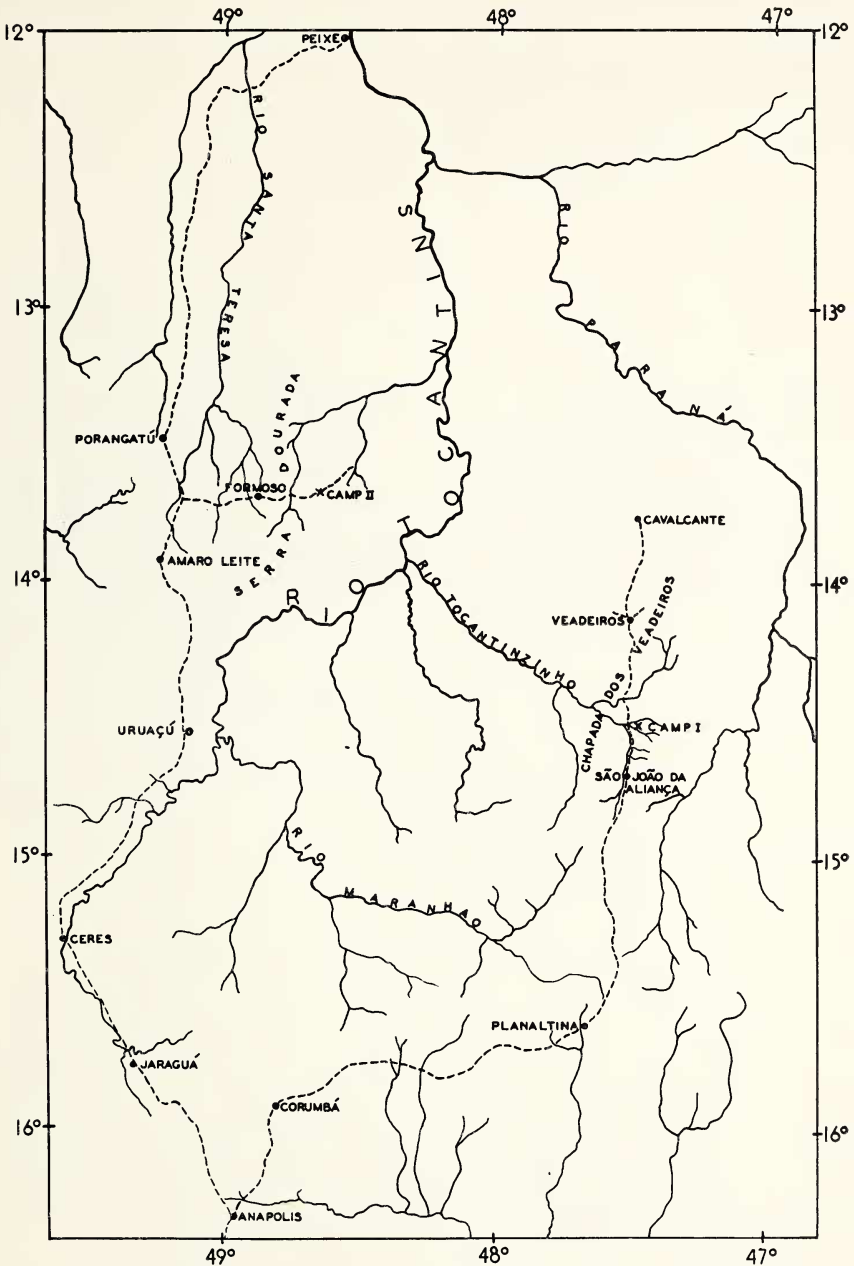 49° 48° 47°
12° 12°
PEIXE
RIO SANTA TERESA
RIO TOCANTINS
RIO PARANÁ
13° 13°
SERRA DOURADA
PORANGATÚ
FORMOSO
CAMP II
CAVALCANTE
AMARO LEITE
14° 14°
RIO TOCANTINZINHO
VEADEIROS
CHAPADA DOS VEADEIROS
URUAÇÚ
CAMP I
SÃO JOÃO DA
ALIANÇA
15° 15°
RIO MARANHAO
CERES
PLANALTINA
JARAGUÁ
CORUMBÁ
16° 16°
ANAPOLIS
49° 48° 47°